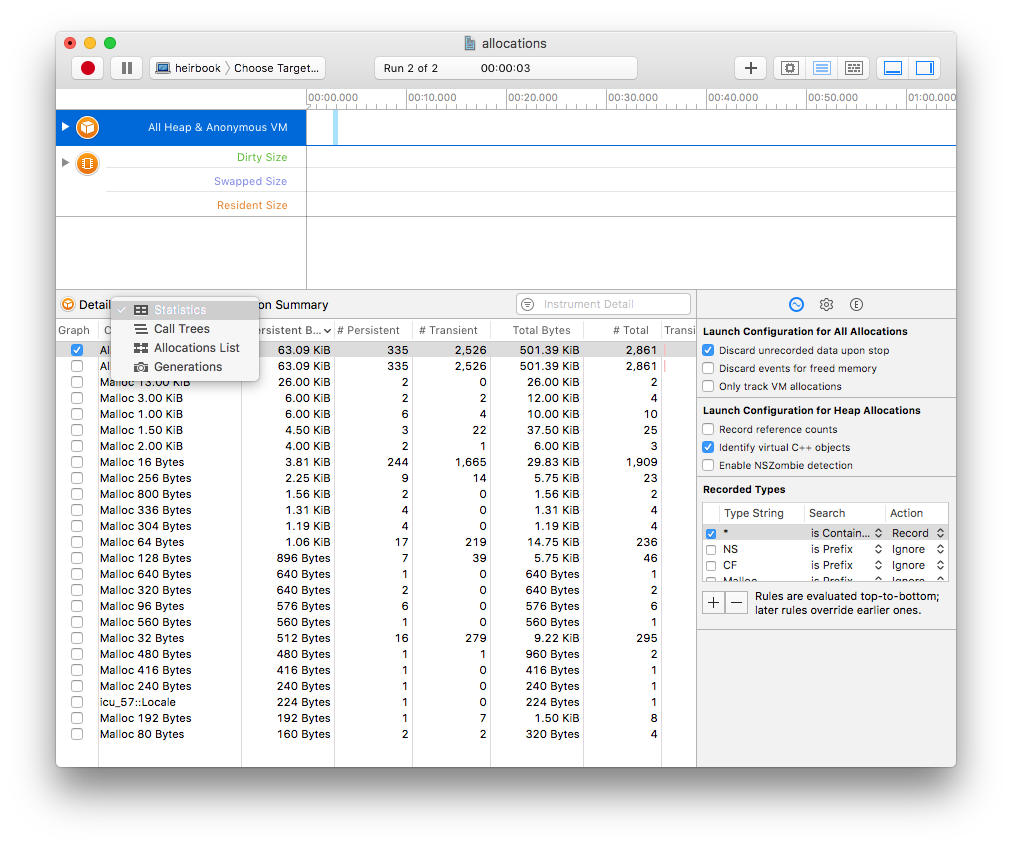 allocations
heirbook 〉 Choose Target...
Run 2 of 2 00:00:03
00:00.000 00:10.000 00:20.000 00:30.000 00:40.000 00:50.000 01:00.000
All Heap & Anonymous VM
Dirty Size
Swapped Size
Resident Size
Detail
on Summary
Instrument Detail
Statistics
Call Trees
Allocations List
Generations
Graph C ersistent B... # Persistent # Transient Total Bytes # Total Transi
Al 63.09 KiB 335 2,526 501.39 KiB 2,861
Al 63.09 KiB 335 2,526 501.39 KiB 2,861
Malloc 13.00 KiB 26.00 KiB 2 0 26.00 KiB 2
Malloc 3.00 KiB 6.00 KiB 2 2 12.00 KiB 4
Malloc 1.00 KiB 6.00 KiB 6 4 10.00 KiB 10
Malloc 1.50 KiB 4.50 KiB 3 22 37.50 KiB 25
Malloc 2.00 KiB 4.00 KiB 2 1 6.00 KiB 3
Malloc 16 Bytes 3.81 KiB 244 1,665 29.83 KiB 1,909
Malloc 256 Bytes 2.25 KiB 9 14 5.75 KiB 23
Malloc 800 Bytes 1.56 KiB 2 0 1.56 KiB 2
Malloc 336 Bytes 1.31 KiB 4 0 1.31 KiB 4
Malloc 304 Bytes 1.19 KiB 4 0 1.19 KiB 4
Malloc 64 Bytes 1.06 KiB 17 219 14.75 KiB 236
Malloc 128 Bytes 896 Bytes 7 39 5.75 KiB 46
Malloc 640 Bytes 640 Bytes 1 0 640 Bytes 1
Malloc 320 Bytes 640 Bytes 2 0 640 Bytes 2
Malloc 96 Bytes 576 Bytes 6 0 576 Bytes 6
Malloc 560 Bytes 560 Bytes 1 0 560 Bytes 1
Malloc 32 Bytes 512 Bytes 16 279 9.22 KiB 295
Malloc 480 Bytes 480 Bytes 1 1 960 Bytes 2
Malloc 416 Bytes 416 Bytes 1 0 416 Bytes 1
Malloc 240 Bytes 240 Bytes 1 0 240 Bytes 1
icu_57::Locale 224 Bytes 1 0 224 Bytes 1
Malloc 192 Bytes 192 Bytes 1 7 1.50 KiB 8
Malloc 80 Bytes 160 Bytes 2 2 320 Bytes 4
E
Launch Configuration for All Allocations
Discard unrecorded data upon stop
Discard events for freed memory
Only track VM allocations
Launch Configuration for Heap Allocations
Record reference counts
Identify virtual C++ objects
Enable NSZombie detection
Recorded Types
Type String Search Action
* is Contain... Record
NS is Prefix Ignore
CF is Prefix Ignore
Malloc is Prefix Ignore
+ − Rules are evaluated top-to-bottom;
later rules override earlier ones.